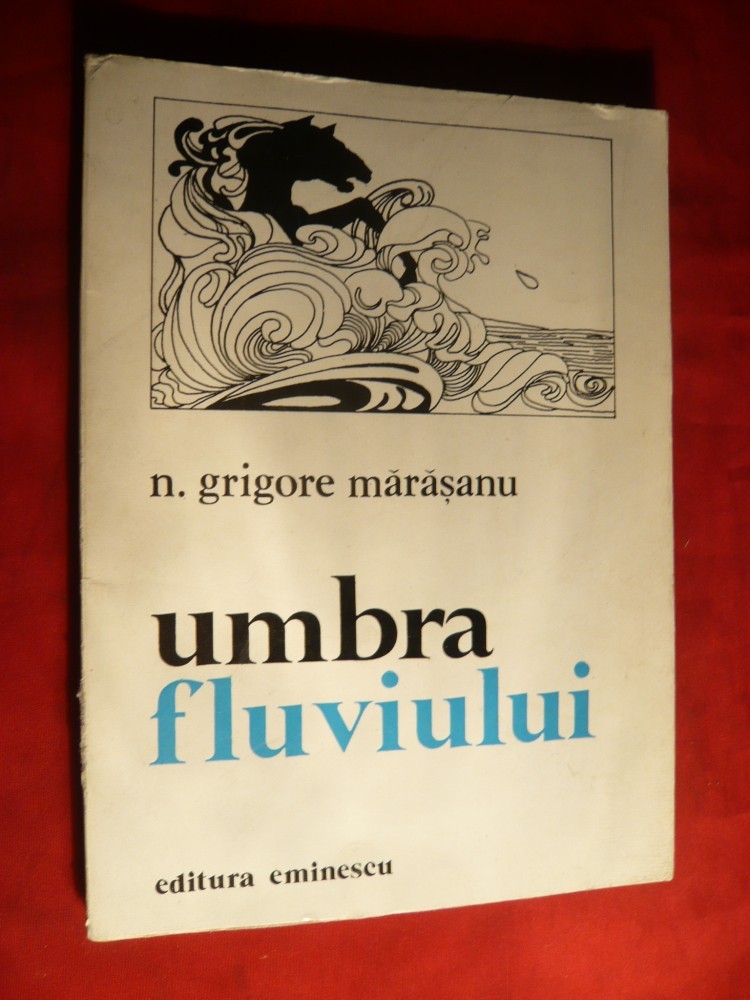 n. grigore mărășanu
umbra
fluviului
editura eminescu